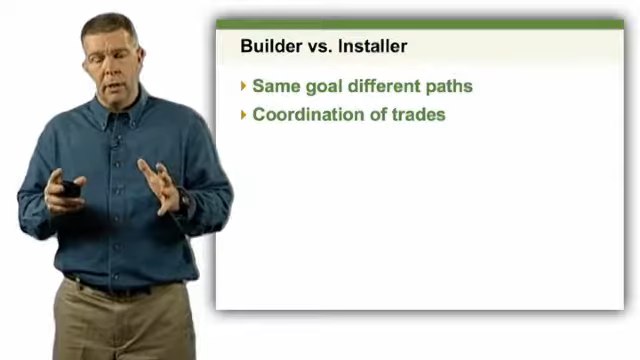 Builder vs. Installer
Same goal different paths
Coordination of trades